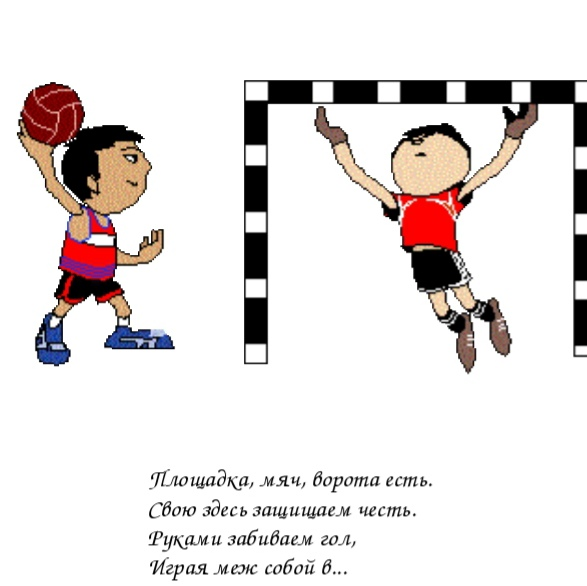 Площадка, мяч, ворота есть.
Свою здесь защищаем честь.
Руками забиваем гол,
Играя меж собой в...